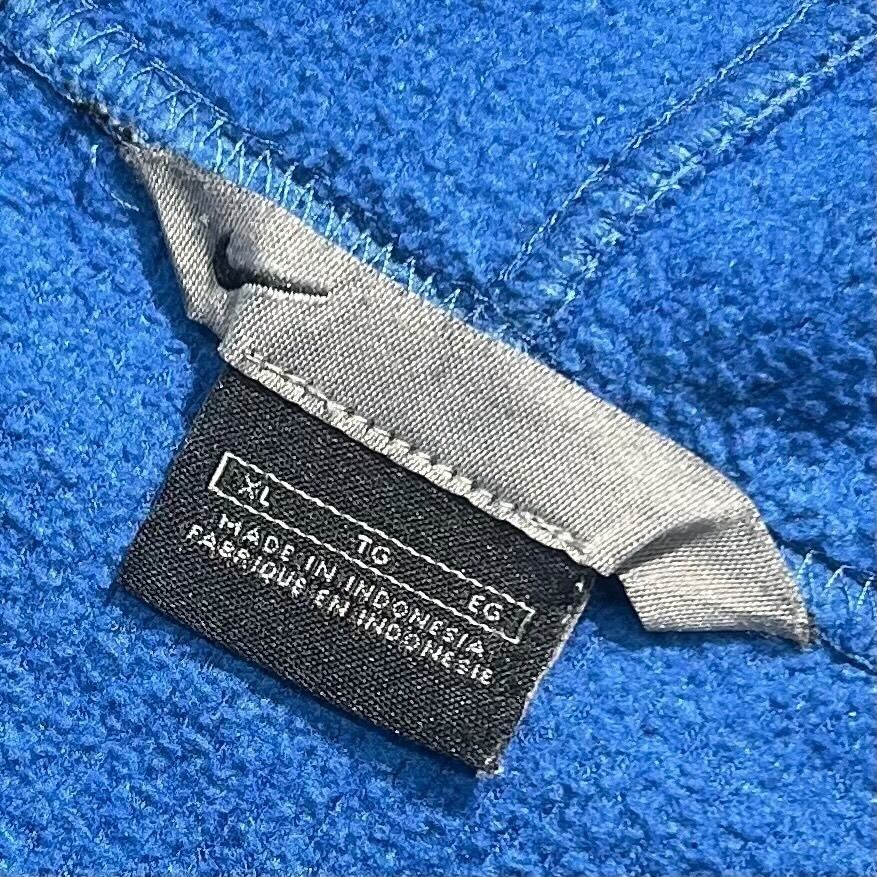 XL TG EG
MADE IN INDONESIA
FABRIQUE EN INDONESIE